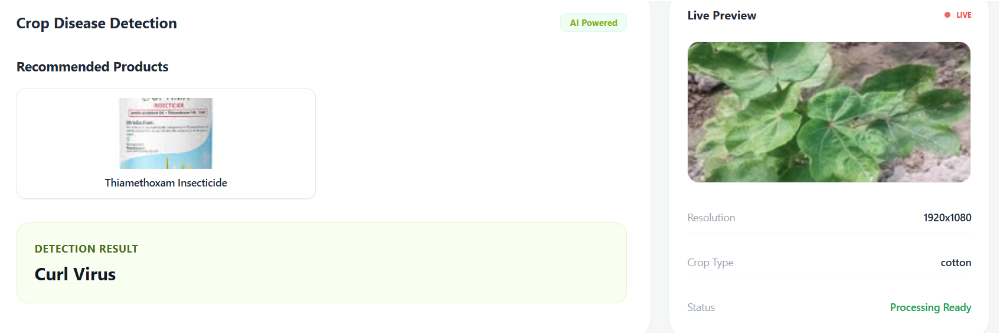 Crop Disease Detection
AI Powered
Recommended Products
INSECTICIDE
Thiamethoxam Insecticide
DETECTION RESULT
Curl Virus
Live Preview
LIVE
Resolution
1920x1080
Crop Type
cotton
Status
Processing Ready